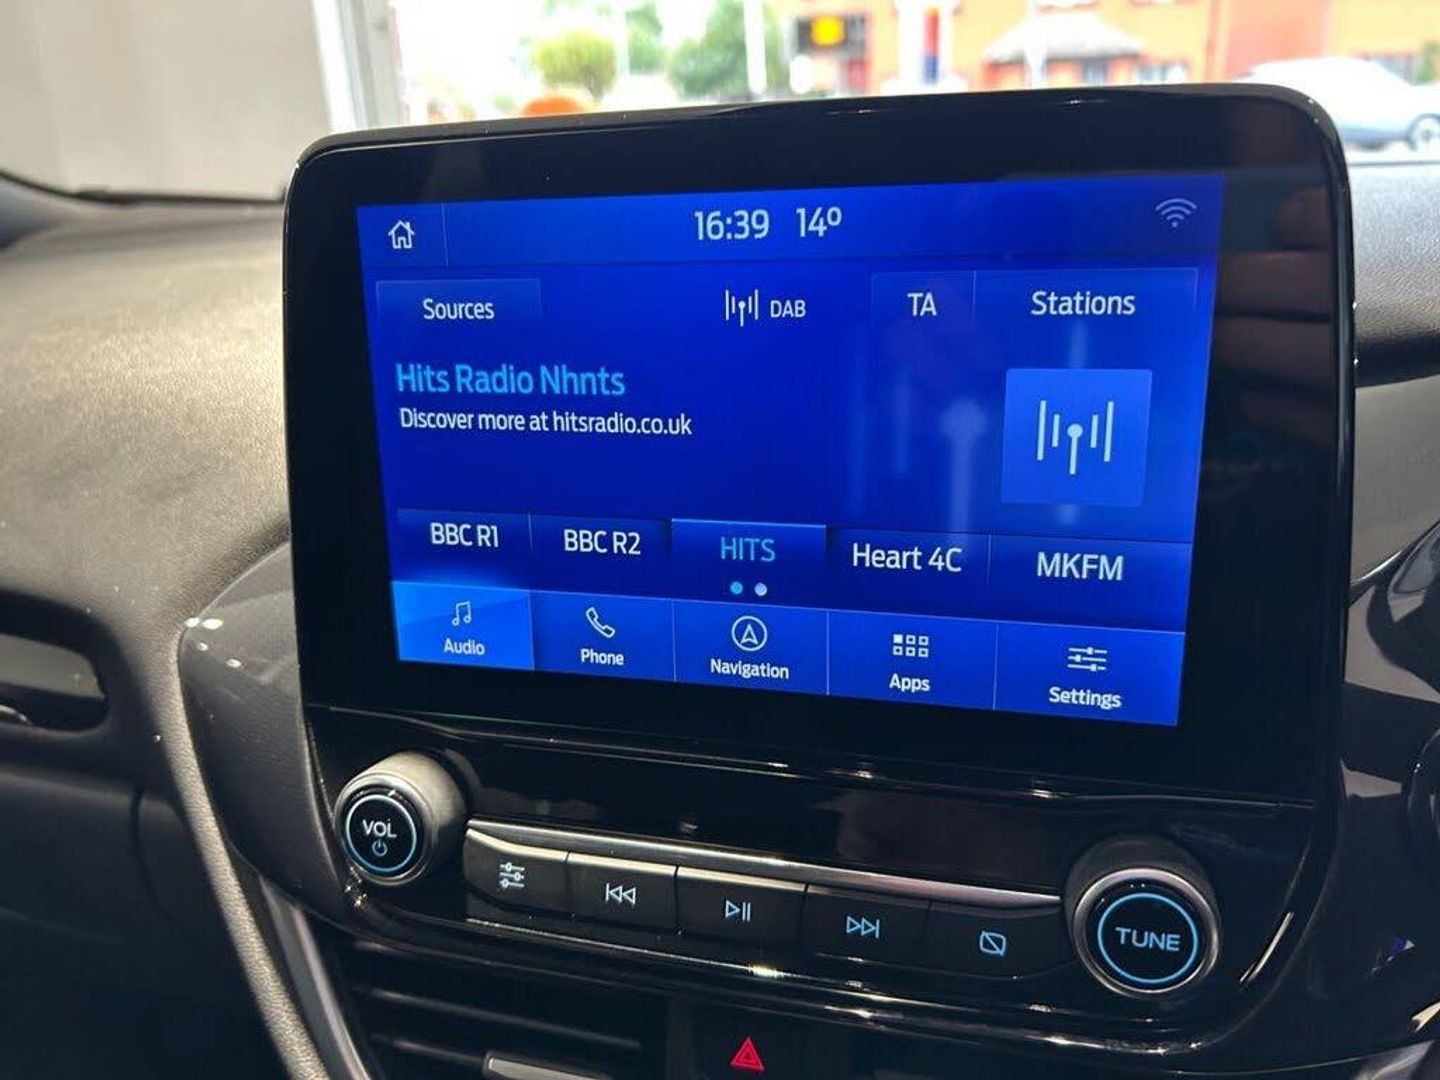 16:39 14º
Sources DAB TA Stations
Hits Radio Nhnts
Discover more at hitsradio.co.uk
BBC R1 BBC R2 HITS Heart 4C MKFM
Audio Phone Navigation Apps Settings
VOL
TUNE